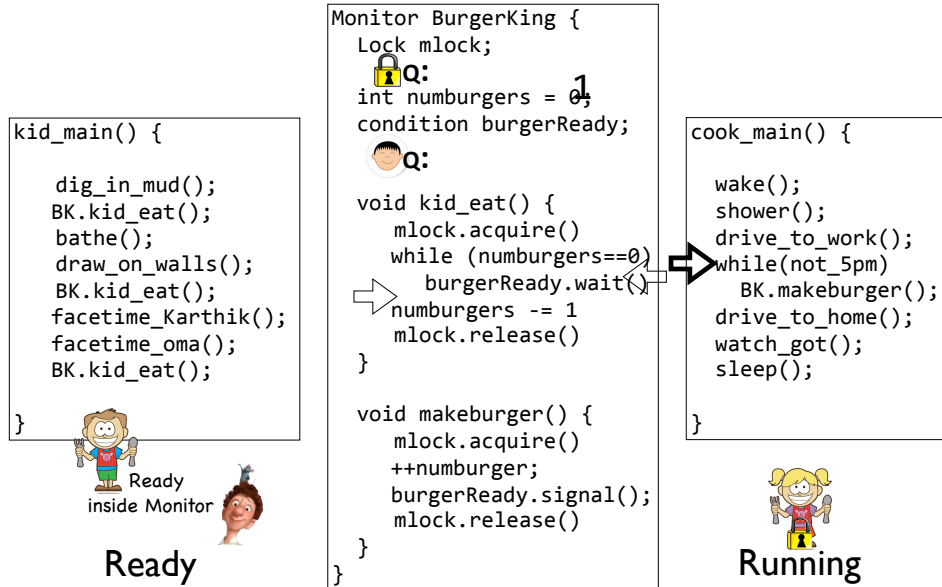 kid_main() {
dig_in_mud();
BK.kid_eat();
bathe();
draw_on_walls();
BK.kid_eat();
facetime_Karthik();
facetime_oma();
BK.kid_eat();
}
Ready
inside Monitor
Ready
Monitor BurgerKing {
Lock mlock;
Q:
1
int numburgers = 0;
condition burgerReady;
Q:
void kid_eat() {
mlock.acquire()
while (numburgers==0)
burgerReady.wait()
numburgers -= 1
mlock.release()
}
void makeburger() {
mlock.acquire()
++numburger;
burgerReady.signal();
mlock.release()
}
}
cook_main() {
wake();
shower();
drive_to_work();
while(not_5pm)
BK.makeburger();
drive_to_home();
watch_got();
sleep();
}
Running